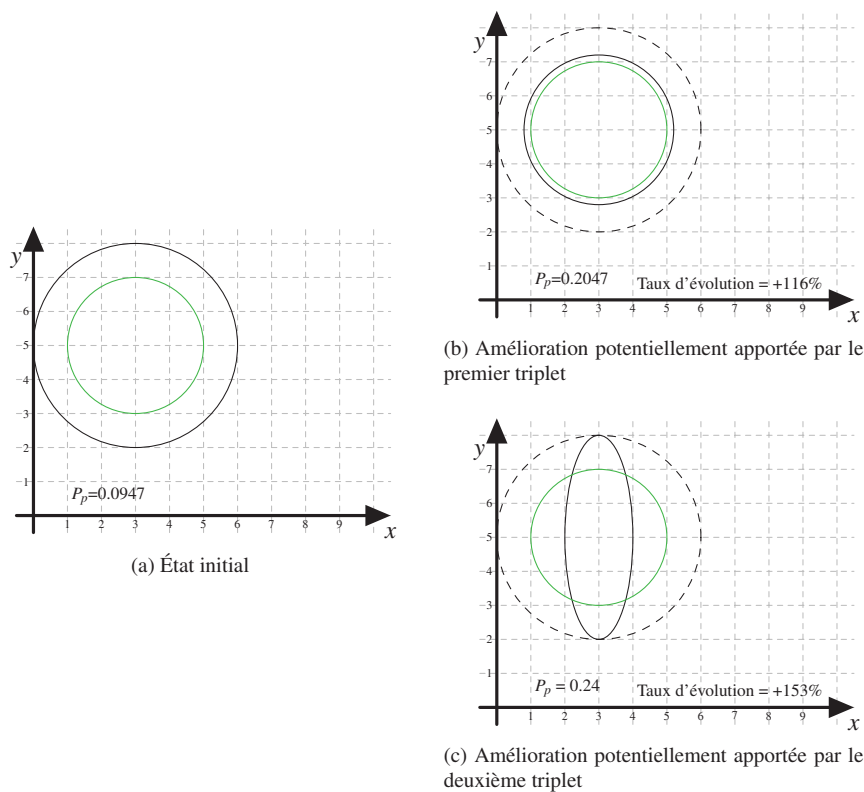 y
7
6
5
4
3
2
1
P_p=0.0947
1 2 3 4 5 6 7 8 9
x
(a) État initial
y
7
6
5
4
3
2
1
P_p=0.2047 Taux d'évolution = +116%
1 2 3 4 5 6 7 8 9
x
(b) Amélioration potentiellement apportée par le
premier triplet
y
7
6
5
4
3
2
1
P_p = 0.24 Taux d'évolution = +153%
1 2 3 4 5 6 7 8 9
x
(c) Amélioration potentiellement apportée par le
deuxième triplet